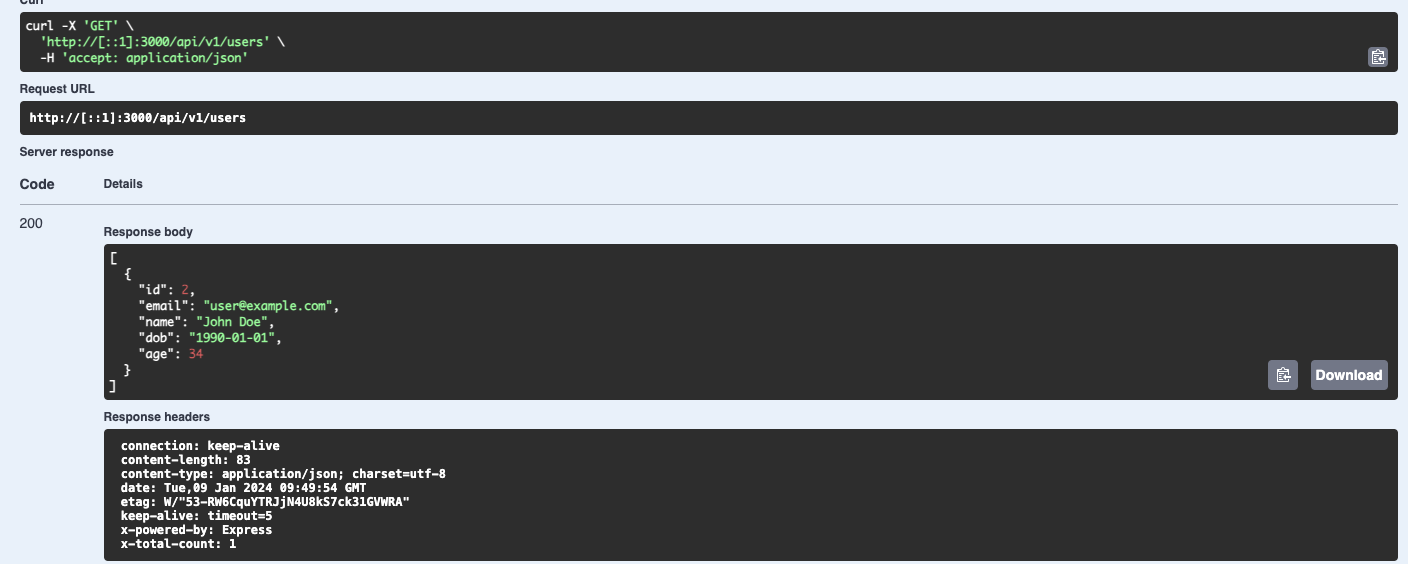 Curl
curl -X 'GET' \
  'http://[::1]:3000/api/v1/users' \
  -H 'accept: application/json'
Request URL
http://[::1]:3000/api/v1/users
Server response
Code Details
200
Response body
[
  {
    "id": 2,
    "email": "user@example.com",
    "name": "John Doe",
    "dob": "1990-01-01",
    "age": 34
  }
]
Download
Response headers
connection: keep-alive
content-length: 83
content-type: application/json; charset=utf-8
date: Tue,09 Jan 2024 09:49:54 GMT
etag: W/"53-RW6CquYTRJjN4U8kS7ck31GVWRA"
keep-alive: timeout=5
x-powered-by: Express
x-total-count: 1